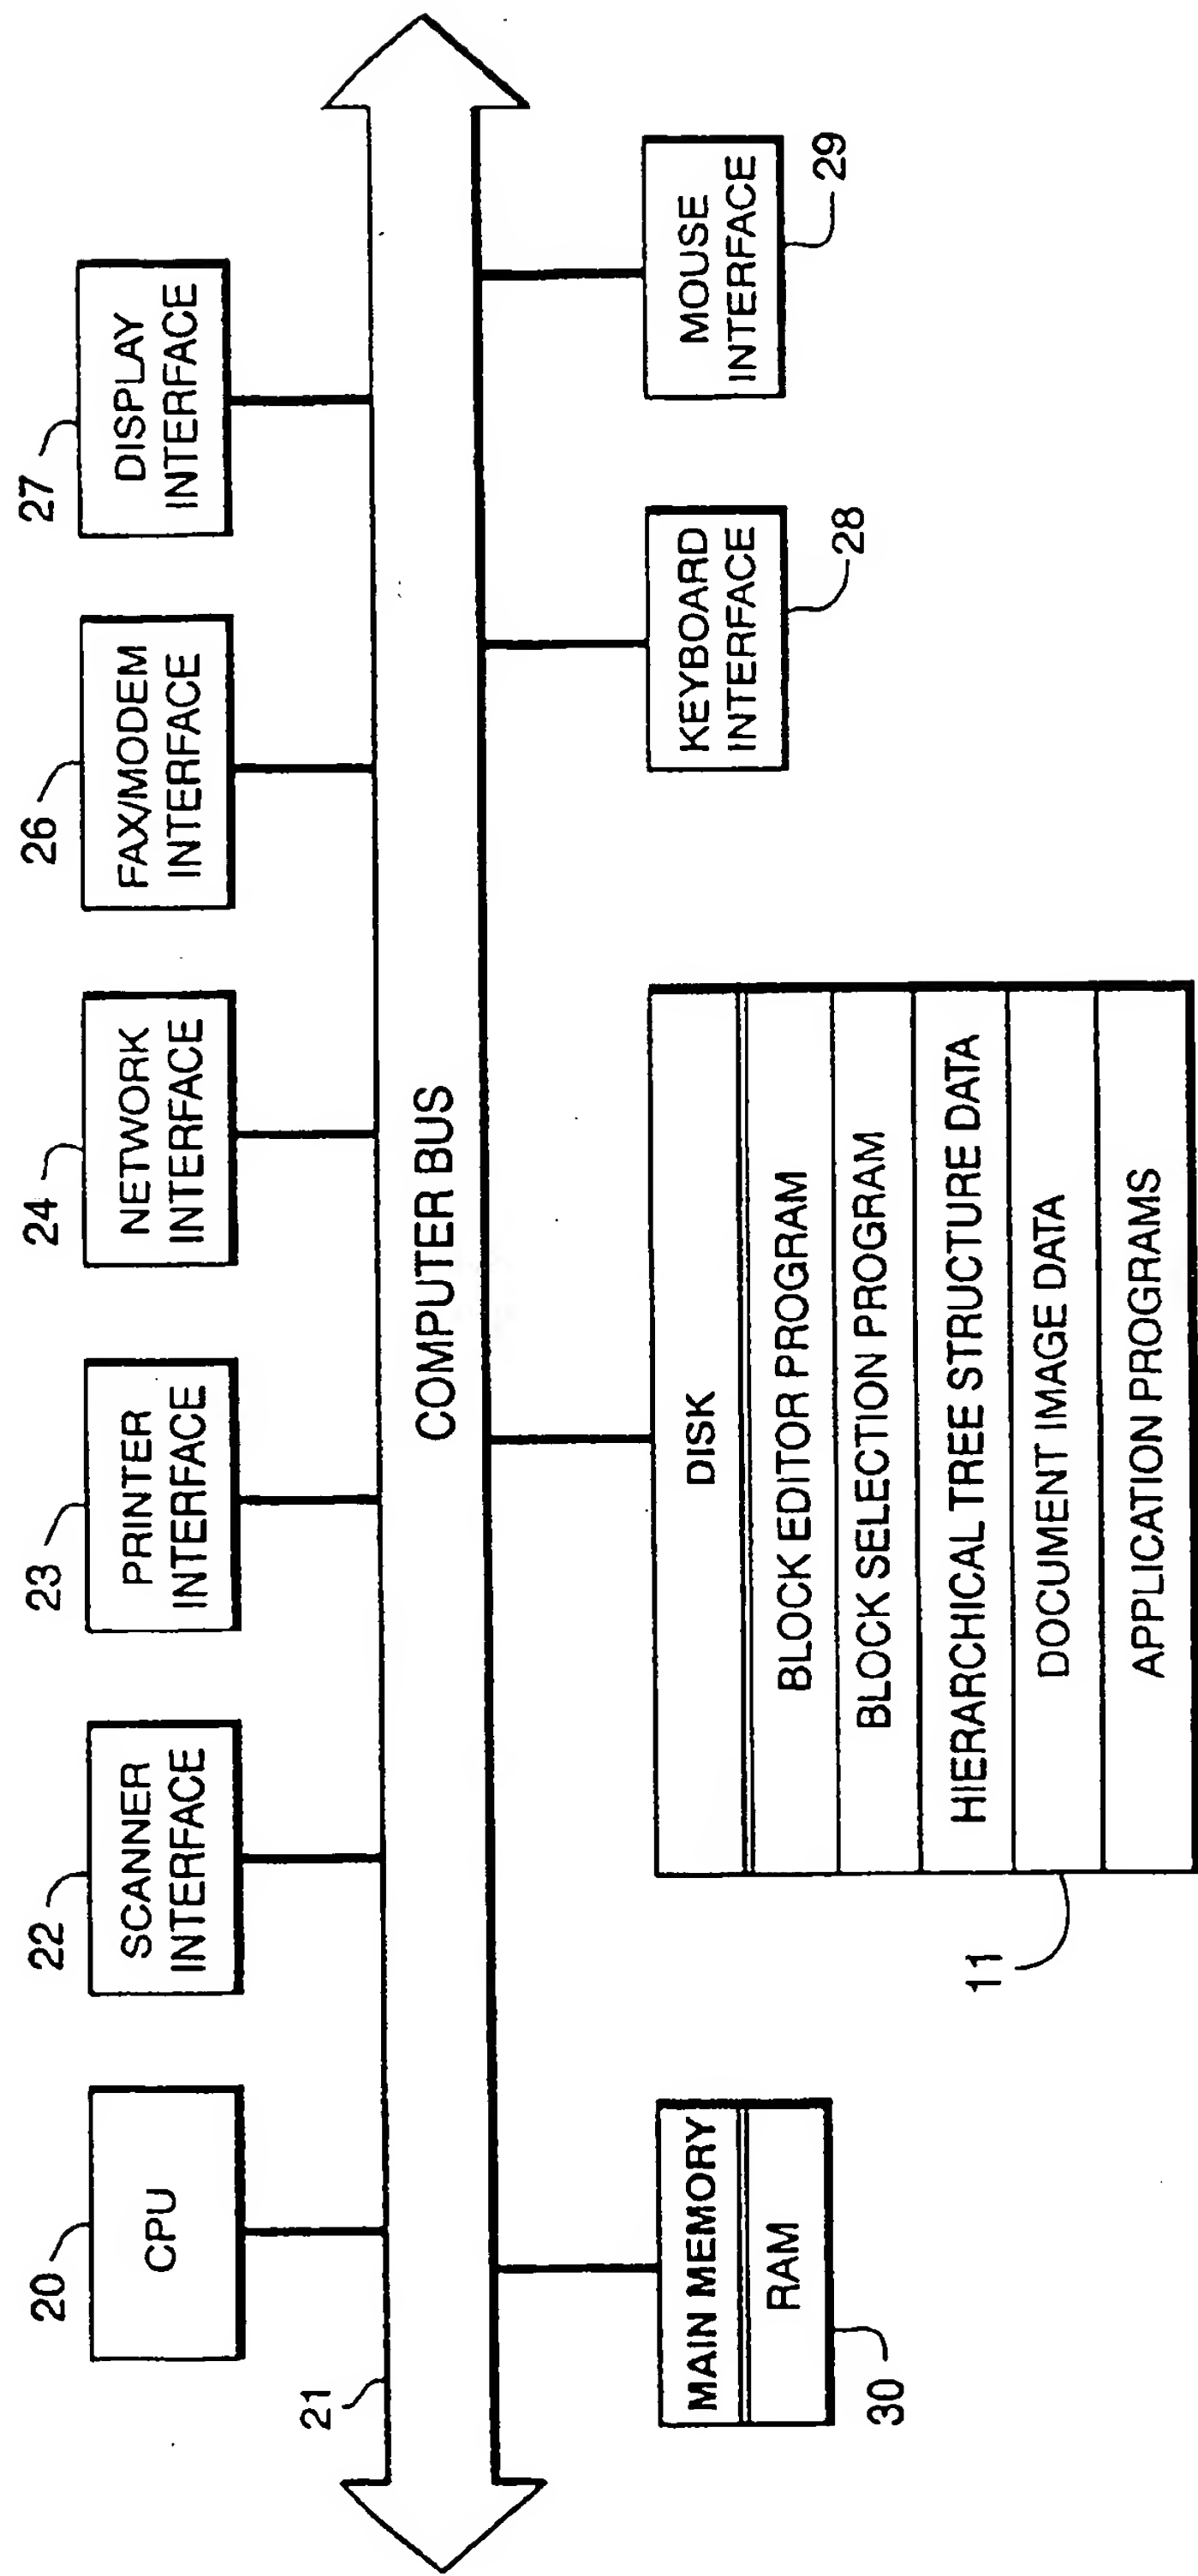 20
CPU
22
SCANNER
INTERFACE
23
PRINTER
INTERFACE
24
NETWORK
INTERFACE
26
FAX/MODEM
INTERFACE
27
DISPLAY
INTERFACE
21
COMPUTER BUS
MAIN MEMORY
RAM
30
DISK
BLOCK EDITOR PROGRAM
BLOCK SELECTION PROGRAM
HIERARCHICAL TREE STRUCTURE DATA
DOCUMENT IMAGE DATA
APPLICATION PROGRAMS
11
KEYBOARD
INTERFACE
28
MOUSE
INTERFACE
29